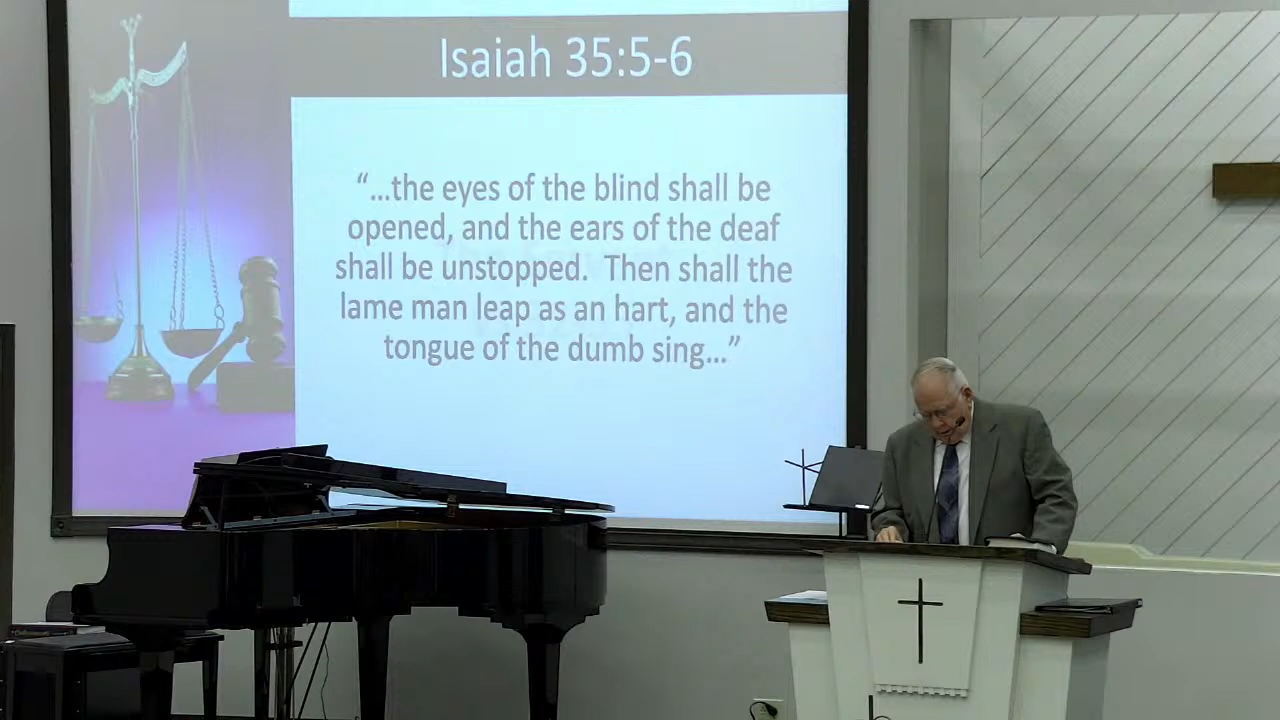 Isaiah 35:5-6
“...the eyes of the blind shall be
opened, and the ears of the deaf
shall be unstopped.  Then shall the
lame man leap as an hart, and the
tongue of the dumb sing...”